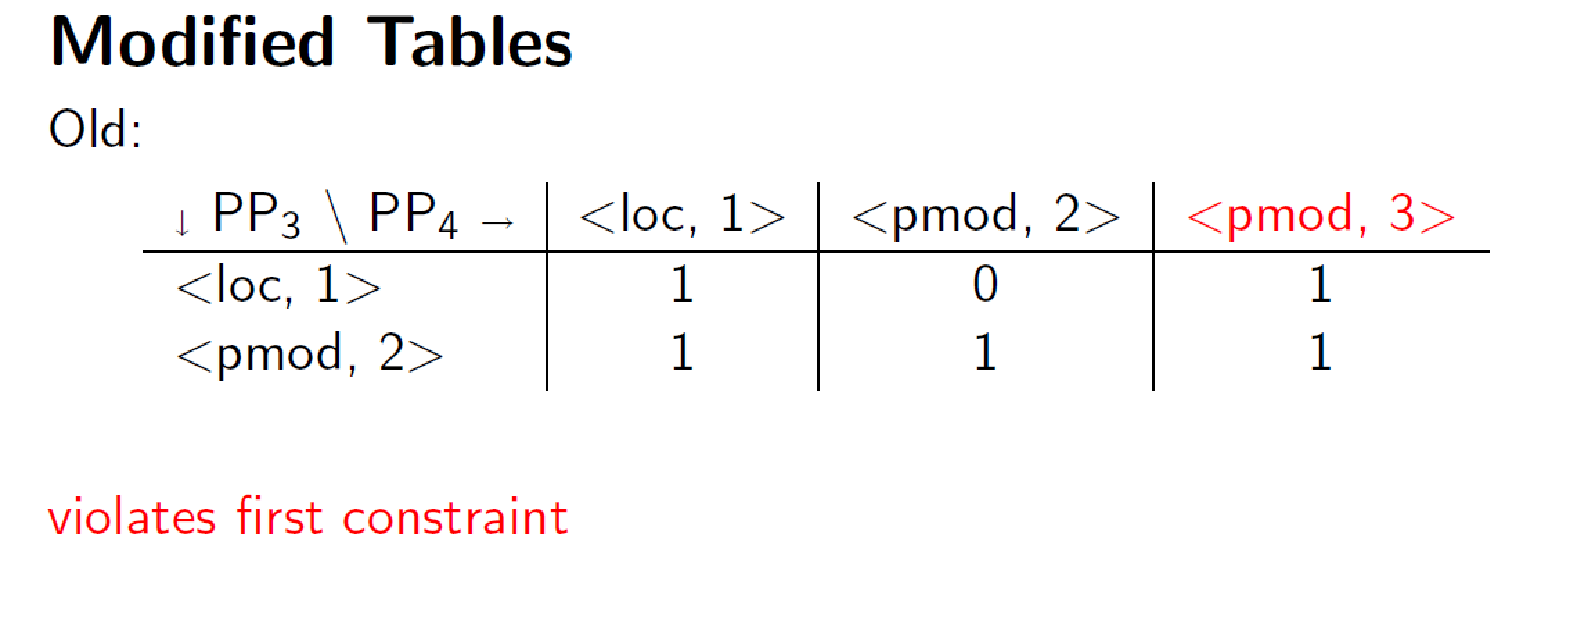 Modified Tables
Old:
↓ PP3 \ PP4 → <loc, 1> <pmod, 2> <pmod, 3>
<loc, 1> 1 0 1
<pmod, 2> 1 1 1
violates first constraint